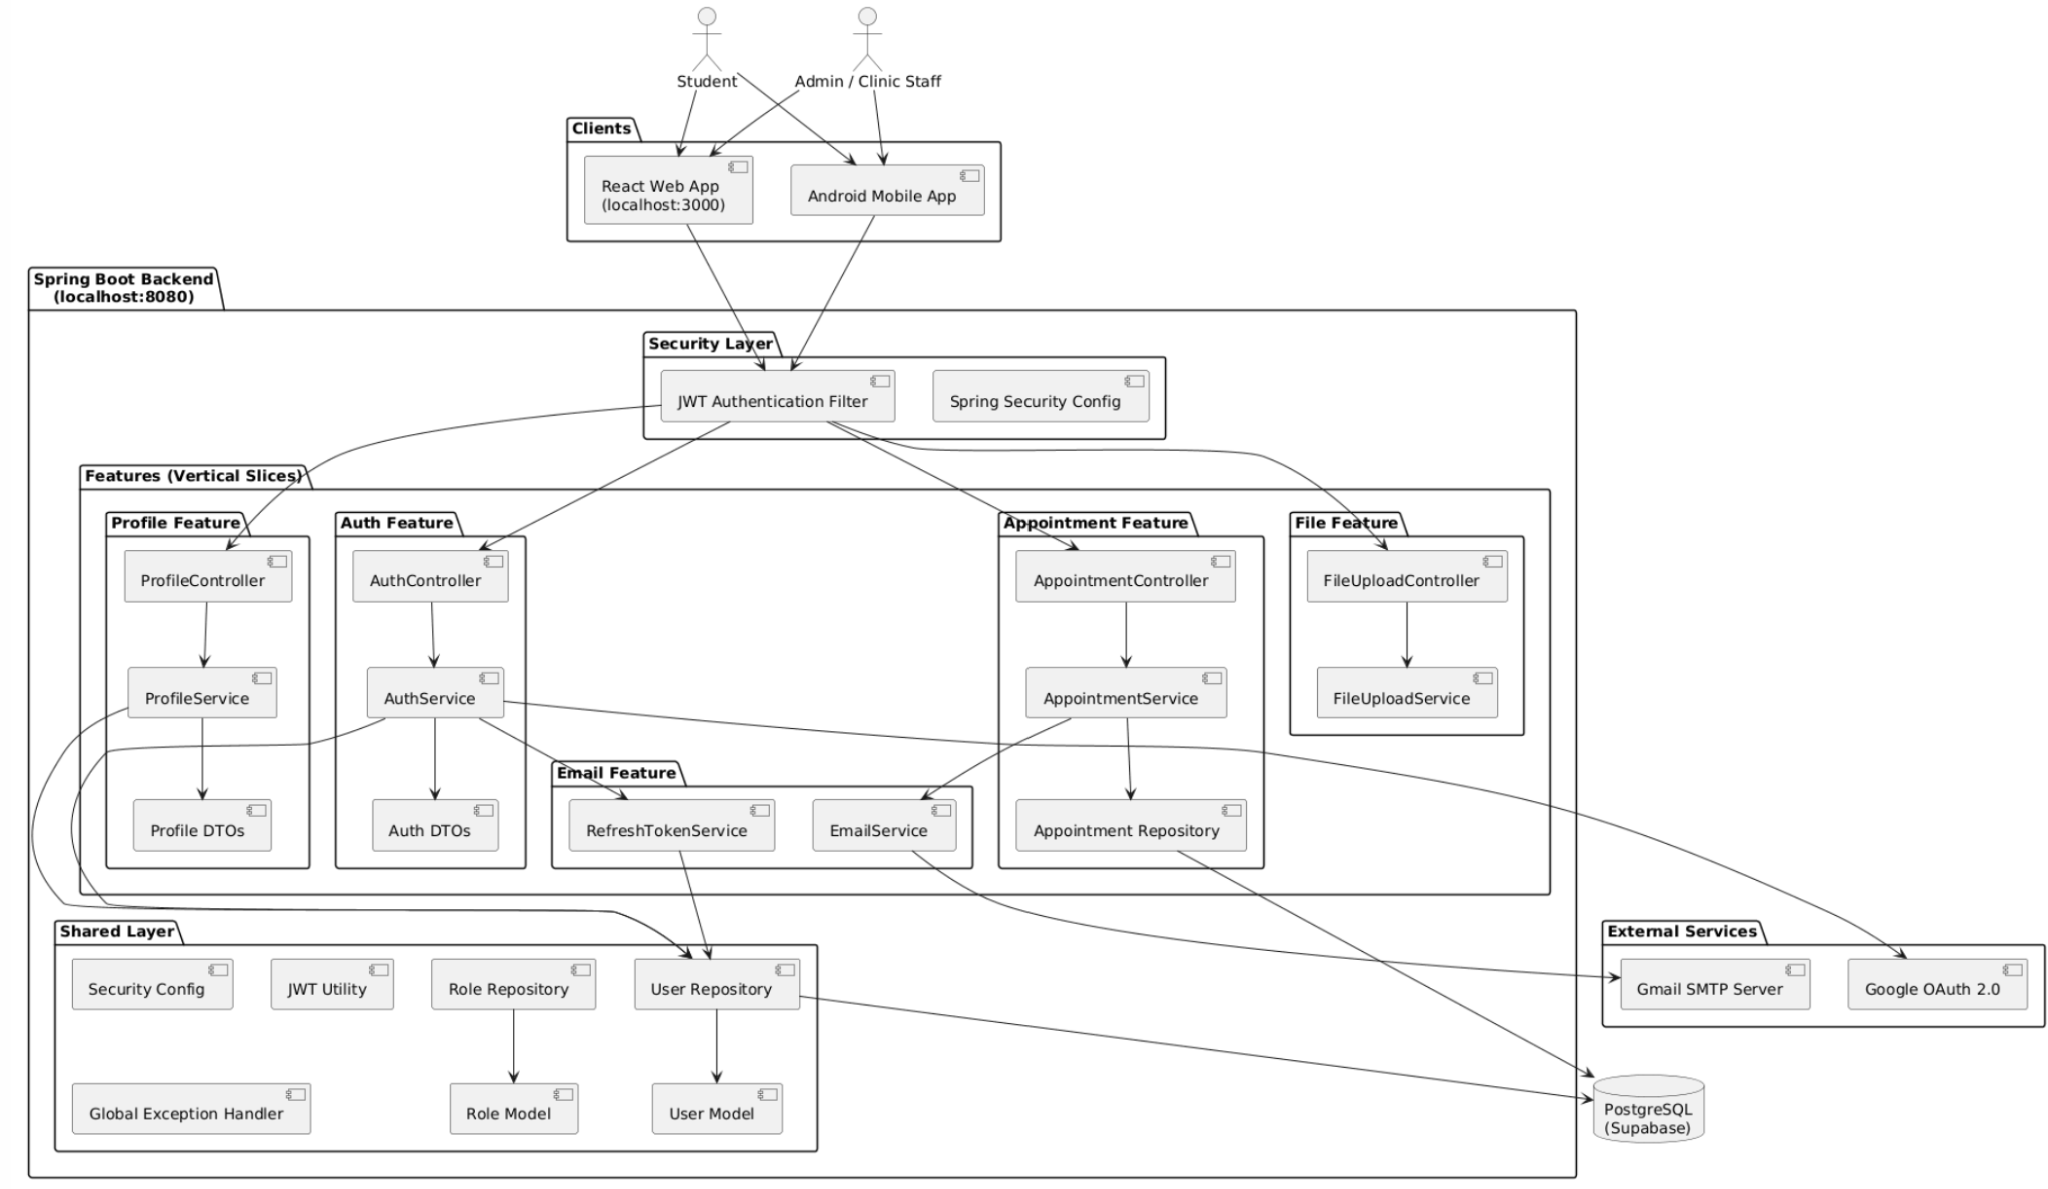 Student
Admin / Clinic Staff
Clients
React Web App
(localhost:3000)
Android Mobile App
Spring Boot Backend
(localhost:8080)
Security Layer
JWT Authentication Filter
Spring Security Config
Features (Vertical Slices)
Profile Feature
Auth Feature
Appointment Feature
File Feature
ProfileController
AuthController
AppointmentController
FileUploadController
ProfileService
AuthService
AppointmentService
FileUploadService
Email Feature
Profile DTOs
Auth DTOs
RefreshTokenService
EmailService
Appointment Repository
Shared Layer
External Services
Security Config
JWT Utility
Role Repository
User Repository
Gmail SMTP Server
Google OAuth 2.0
Global Exception Handler
Role Model
User Model
PostgreSQL
(Supabase)